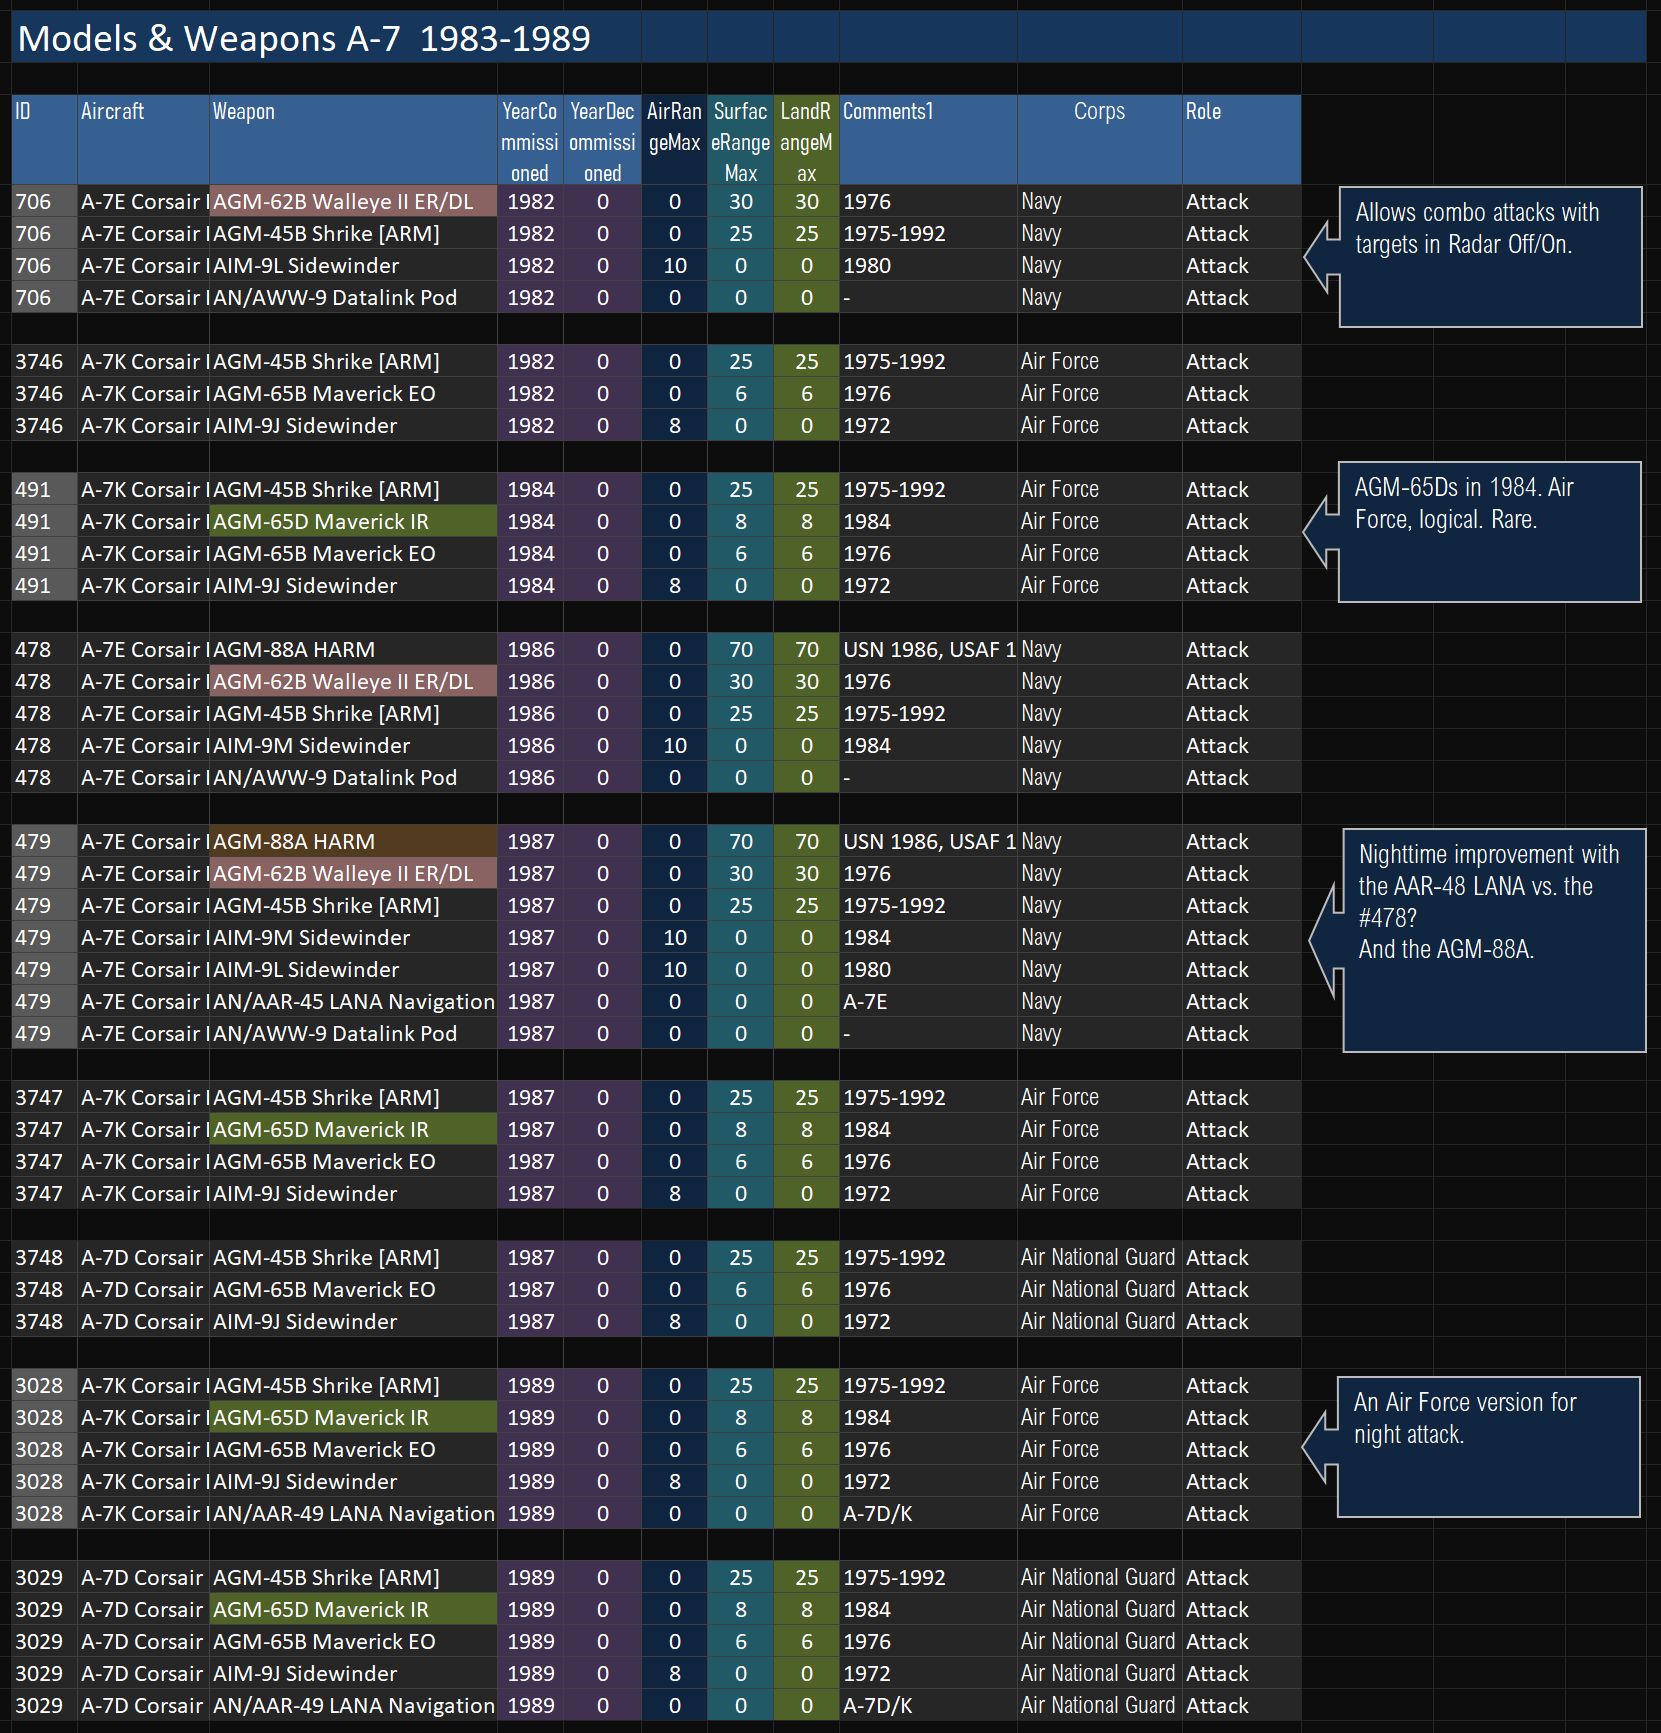 Models & Weapons A-7 1983-1989
ID Aircraft Weapon YearCommissioned YearDecommissioned AirRangeMax SurfaceRangeMax LandRangeMax Comments1 Corps Role
706 A-7E Corsair I AGM-62B Walleye II ER/DL 1982 0 0 30 30 1976 Navy Attack
706 A-7E Corsair I AGM-45B Shrike [ARM] 1982 0 0 25 25 1975-1992 Navy Attack
706 A-7E Corsair I AIM-9L Sidewinder 1982 0 10 0 0 1980 Navy Attack
706 A-7E Corsair I AN/AWW-9 Datalink Pod 1982 0 0 0 0 - Navy Attack
Allows combo attacks with
targets in Radar Off/On.
3746 A-7K Corsair I AGM-45B Shrike [ARM] 1982 0 0 25 25 1975-1992 Air Force Attack
3746 A-7K Corsair I AGM-65B Maverick EO 1982 0 0 6 6 1976 Air Force Attack
3746 A-7K Corsair I AIM-9J Sidewinder 1982 0 8 0 0 1972 Air Force Attack
491 A-7K Corsair I AGM-45B Shrike [ARM] 1984 0 0 25 25 1975-1992 Air Force Attack
491 A-7K Corsair I AGM-65D Maverick IR 1984 0 0 8 8 1984 Air Force Attack
491 A-7K Corsair I AGM-65B Maverick EO 1984 0 0 6 6 1976 Air Force Attack
491 A-7K Corsair I AIM-9J Sidewinder 1984 0 8 0 0 1972 Air Force Attack
AGM-65Ds in 1984. Air
Force, logical. Rare.
478 A-7E Corsair I AGM-88A HARM 1986 0 0 70 70 USN 1986, USAF 1 Navy Attack
478 A-7E Corsair I AGM-62B Walleye II ER/DL 1986 0 0 30 30 1976 Navy Attack
478 A-7E Corsair I AGM-45B Shrike [ARM] 1986 0 0 25 25 1975-1992 Navy Attack
478 A-7E Corsair I AIM-9M Sidewinder 1986 0 10 0 0 1984 Navy Attack
478 A-7E Corsair I AN/AWW-9 Datalink Pod 1986 0 0 0 0 - Navy Attack
479 A-7E Corsair I AGM-88A HARM 1987 0 0 70 70 USN 1986, USAF 1 Navy Attack
479 A-7E Corsair I AGM-62B Walleye II ER/DL 1987 0 0 30 30 1976 Navy Attack
479 A-7E Corsair I AGM-45B Shrike [ARM] 1987 0 0 25 25 1975-1992 Navy Attack
479 A-7E Corsair I AIM-9M Sidewinder 1987 0 10 0 0 1984 Navy Attack
479 A-7E Corsair I AIM-9L Sidewinder 1987 0 10 0 0 1980 Navy Attack
479 A-7E Corsair I AN/AAR-45 LANA Navigation 1987 0 0 0 0 A-7E Navy Attack
479 A-7E Corsair I AN/AWW-9 Datalink Pod 1987 0 0 0 0 - Navy Attack
Nighttime improvement with
the AAR-48 LANA vs. the
#478?
And the AGM-88A.
3747 A-7K Corsair I AGM-45B Shrike [ARM] 1987 0 0 25 25 1975-1992 Air Force Attack
3747 A-7K Corsair I AGM-65D Maverick IR 1987 0 0 8 8 1984 Air Force Attack
3747 A-7K Corsair I AGM-65B Maverick EO 1987 0 0 6 6 1976 Air Force Attack
3747 A-7K Corsair I AIM-9J Sidewinder 1987 0 8 0 0 1972 Air Force Attack
3748 A-7D Corsair AGM-45B Shrike [ARM] 1987 0 0 25 25 1975-1992 Air National Guard Attack
3748 A-7D Corsair AGM-65B Maverick EO 1987 0 0 6 6 1976 Air National Guard Attack
3748 A-7D Corsair AIM-9J Sidewinder 1987 0 8 0 0 1972 Air National Guard Attack
3028 A-7K Corsair I AGM-45B Shrike [ARM] 1989 0 0 25 25 1975-1992 Air Force Attack
3028 A-7K Corsair I AGM-65D Maverick IR 1989 0 0 8 8 1984 Air Force Attack
3028 A-7K Corsair I AGM-65B Maverick EO 1989 0 0 6 6 1976 Air Force Attack
3028 A-7K Corsair I AIM-9J Sidewinder 1989 0 8 0 0 1972 Air Force Attack
3028 A-7K Corsair I AN/AAR-49 LANA Navigation 1989 0 0 0 0 A-7D/K Air Force Attack
An Air Force version for
night attack.
3029 A-7D Corsair AGM-45B Shrike [ARM] 1989 0 0 25 25 1975-1992 Air National Guard Attack
3029 A-7D Corsair AGM-65D Maverick IR 1989 0 0 8 8 1984 Air National Guard Attack
3029 A-7D Corsair AGM-65B Maverick EO 1989 0 0 6 6 1976 Air National Guard Attack
3029 A-7D Corsair AIM-9J Sidewinder 1989 0 8 0 0 1972 Air National Guard Attack
3029 A-7D Corsair AN/AAR-49 LANA Navigation 1989 0 0 0 0 A-7D/K Air National Guard Attack